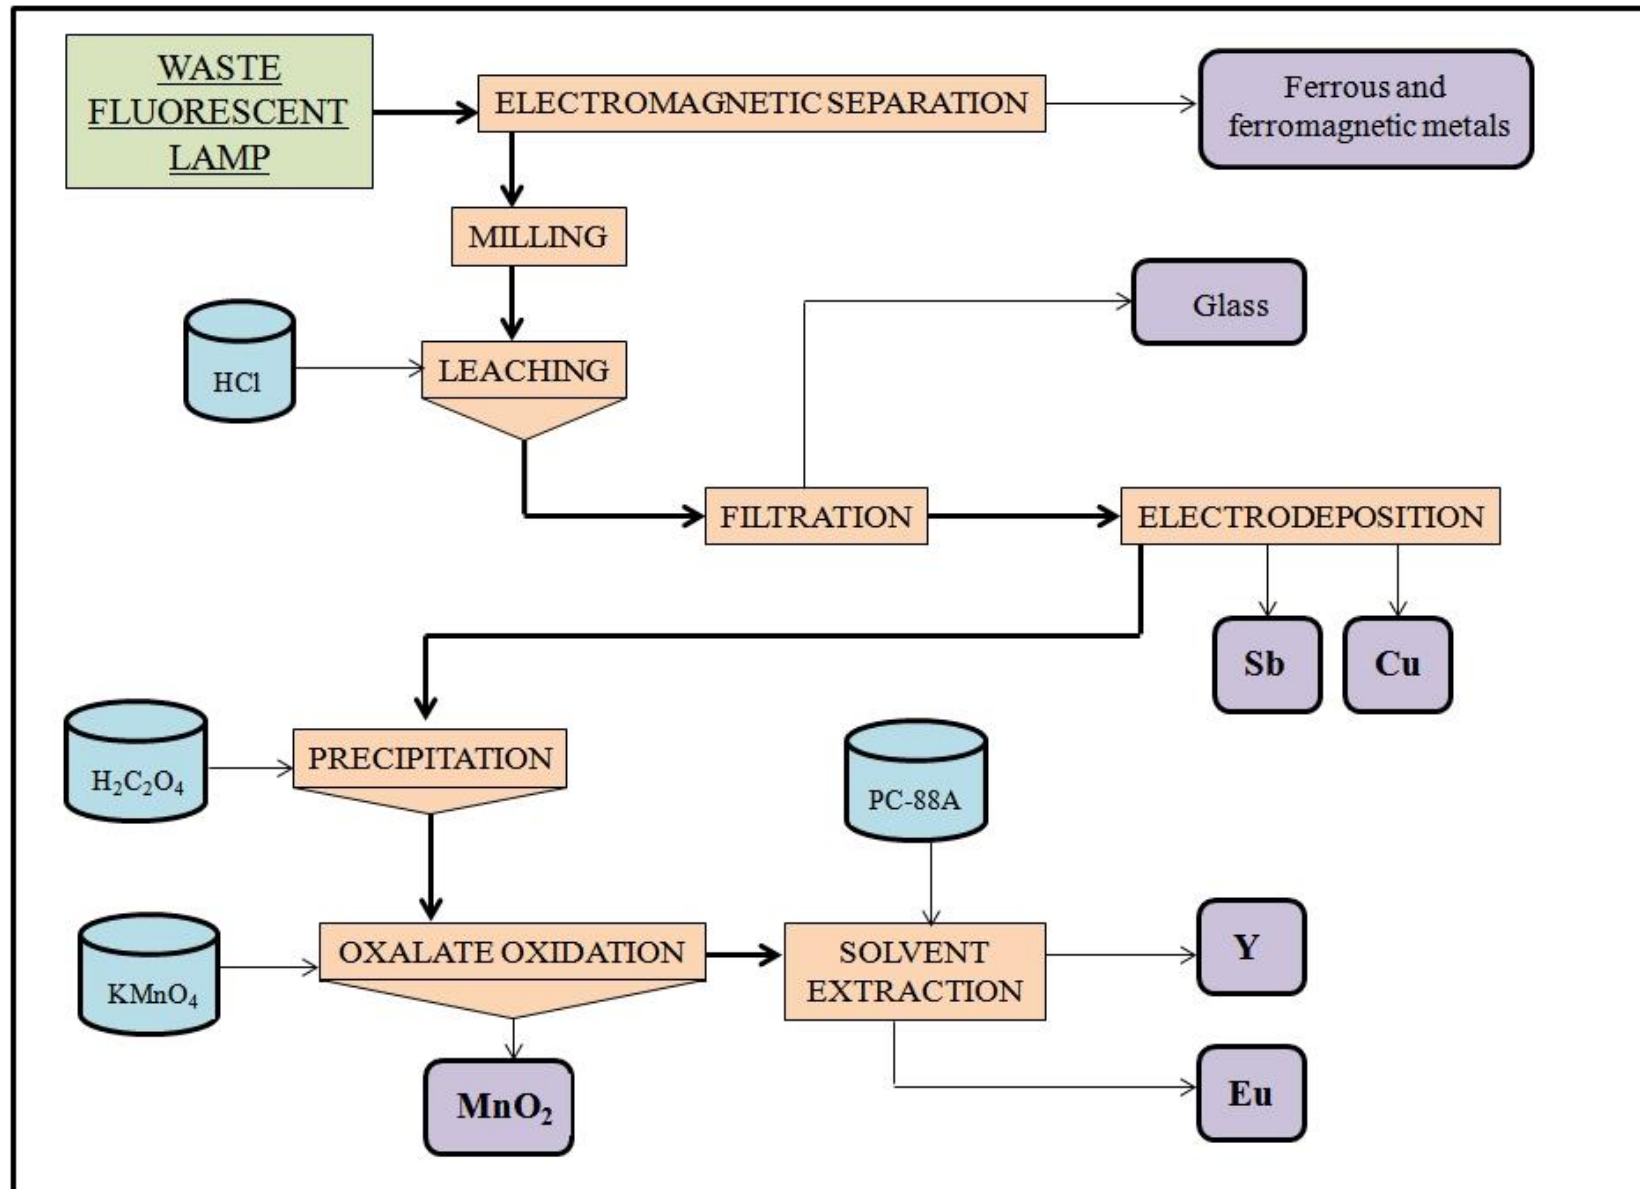 WASTE
FLUORESCENT
LAMP
ELECTROMAGNETIC SEPARATION
Ferrous and
ferromagnetic metals
MILLING
Glass
HCl
LEACHING
FILTRATION
ELECTRODEPOSITION
Sb
Cu
H₂C₂O₄
PRECIPITATION
PC-88A
KMnO₄
OXALATE OXIDATION
SOLVENT
EXTRACTION
Y
MnO₂
Eu